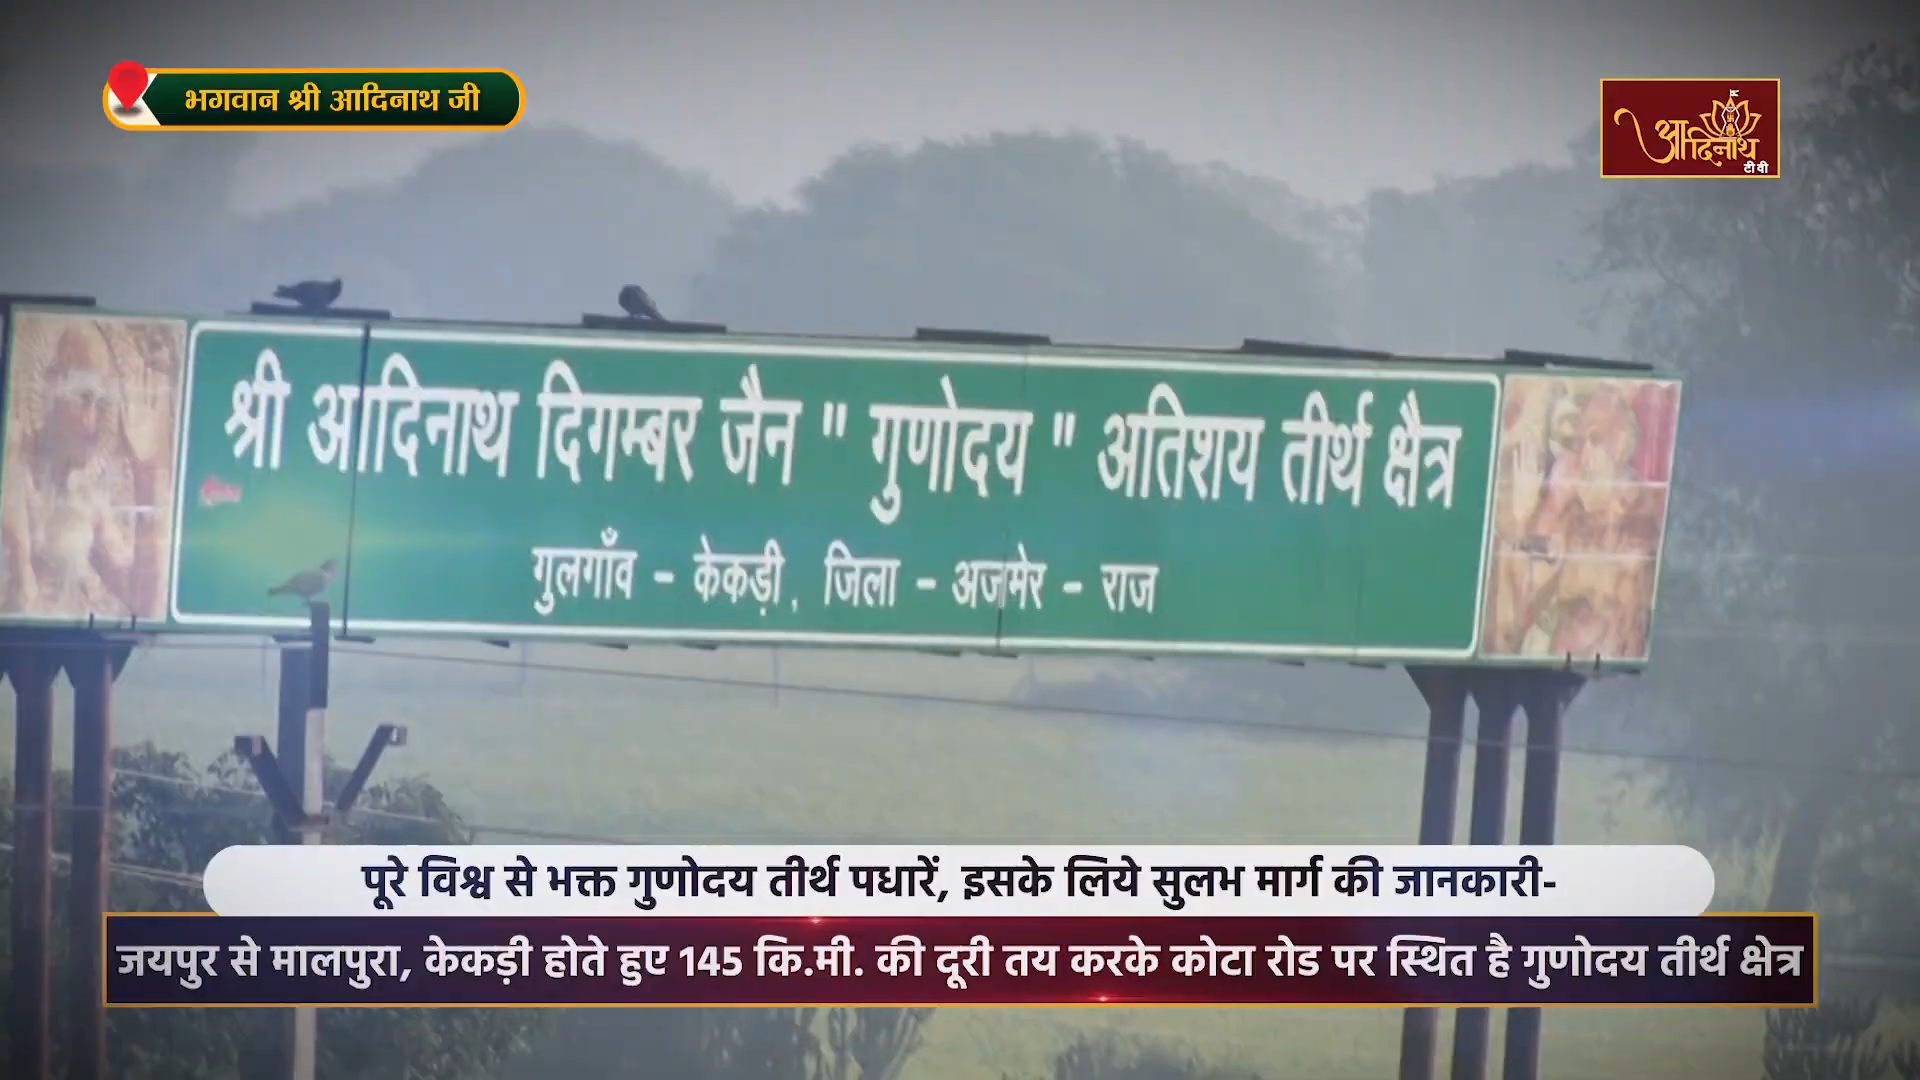 भगवान श्री आदिनाथ जी
आदिनाथ
टी वी
श्री आदिनाथ दिगम्बर जैन " गुणोदय " अतिशय तीर्थ क्षैत्र
गुलगाँव - केकड़ी, जिला - अजमेर - राज
पूरे विश्व से भक्त गुणोदय तीर्थ पधारें, इसके लिये सुलभ मार्ग की जानकारी-
जयपुर से मालपुरा, केकड़ी होते हुए 145 कि.मी. की दूरी तय करके कोटा रोड पर स्थित है गुणोदय तीर्थ क्षेत्र